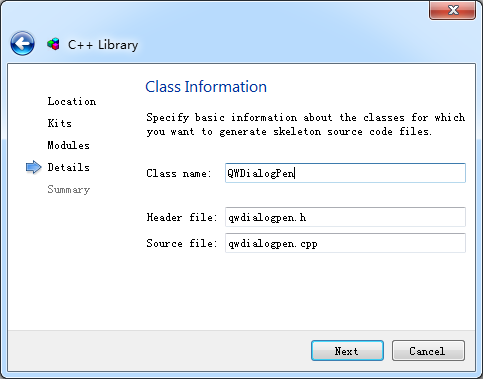 C++ Library
Class Information
Location
Kits
Modules
Details
Summary
Specify basic information about the classes for which
you want to generate skeleton source code files.
Class name: QWDialogPen
Header file: qwdialogpen.h
Source file: qwdialogpen.cpp
Next
Cancel